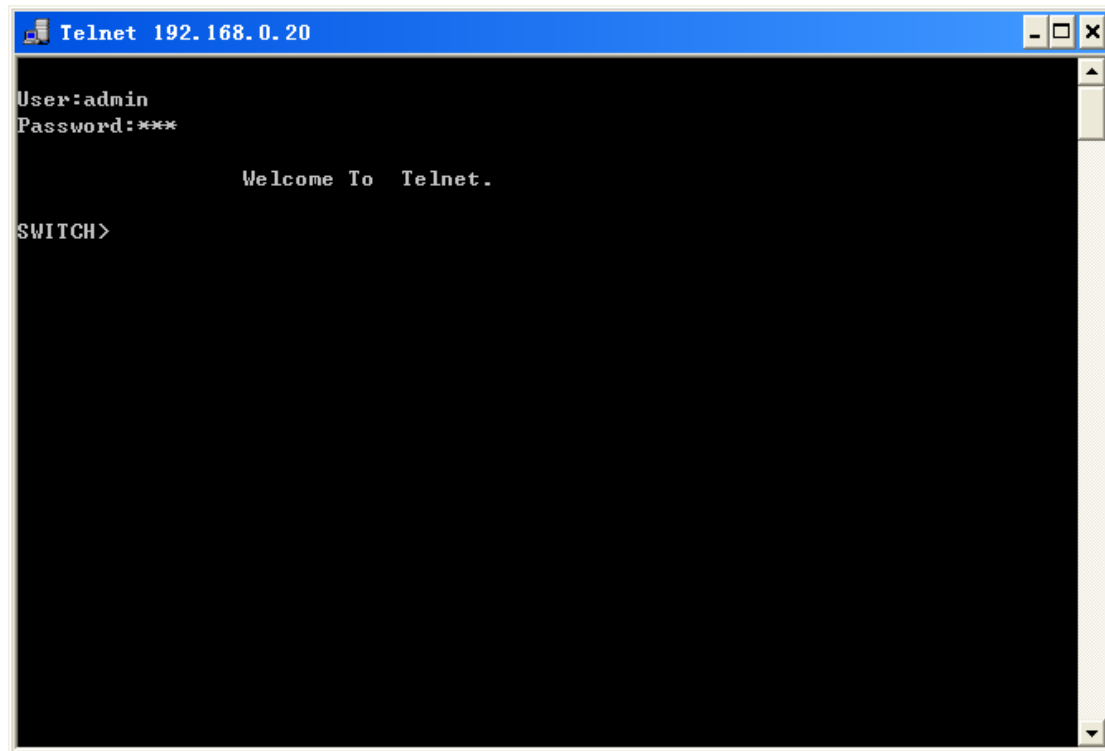 Telnet 192.168.0.20
User:admin
Password:***
Welcome To  Telnet.
SWITCH>